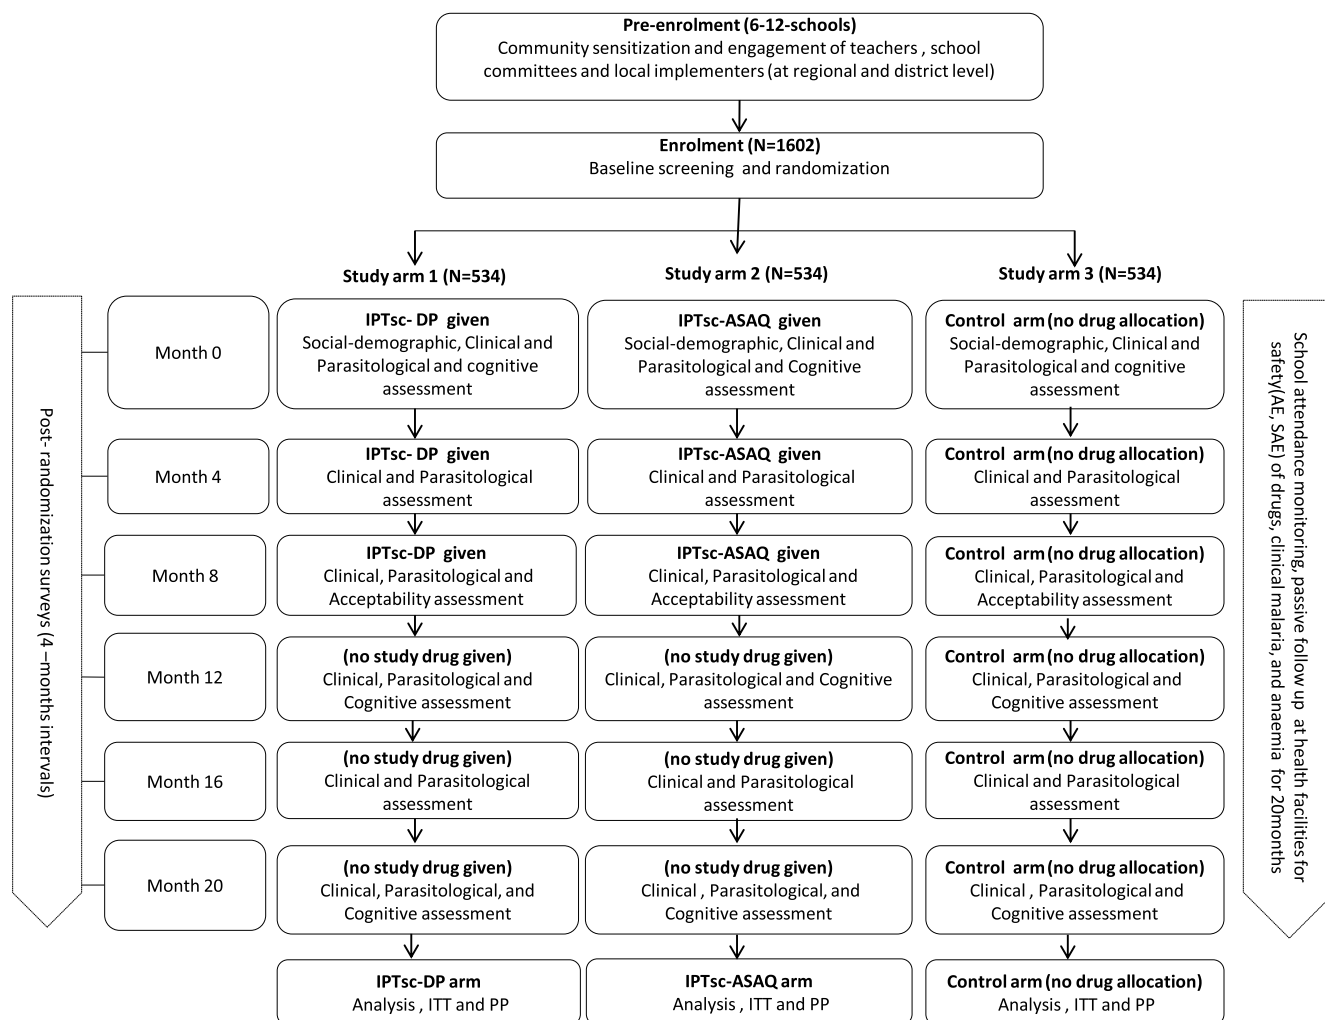 Pre-enrolment (6-12-schools)
Community sensitization and engagement of teachers , school
committees and local implementers (at regional and district level)
Enrolment (N=1602)
Baseline screening and randomization
Study arm 1 (N=534)
Study arm 2 (N=534)
Study arm 3 (N=534)
Post- randomization surveys (4 –months intervals)
Month 0
IPTsc- DP given
Social-demographic, Clinical and
Parasitological and cognitive
assessment
IPTsc-ASAQ given
Social-demographic, Clinical and
Parasitological and Cognitive
assessment
Control arm (no drug allocation)
Social-demographic, Clinical and
Parasitological and cognitive
assessment
Month 4
IPTsc- DP given
Clinical and Parasitological
assessment
IPTsc-ASAQ given
Clinical and Parasitological
assessment
Control arm (no drug allocation)
Clinical and Parasitological
assessment
Month 8
IPTsc-DP given
Clinical, Parasitological and
Acceptability assessment
IPTsc-ASAQ given
Clinical, Parasitological and
Acceptability assessment
Control arm (no drug allocation)
Clinical, Parasitological and
Acceptability assessment
Month 12
(no study drug given)
Clinical, Parasitological and
Cognitive assessment
(no study drug given)
Clinical, Parasitological and Cognitive
assessment
Control arm (no drug allocation)
Clinical, Parasitological and
Cognitive assessment
Month 16
(no study drug given)
Clinical and Parasitological
assessment
(no study drug given)
Clinical and Parasitological
assessment
Control arm (no drug allocation)
Clinical and Parasitological
assessment
Month 20
(no study drug given)
Clinical, Parasitological, and
Cognitive assessment
(no study drug given)
Clinical , Parasitological, and
Cognitive assessment
Control arm (no drug allocation)
Clinical , Parasitological and
Cognitive assessment
IPTsc-DP arm
Analysis , ITT and PP
IPTsc-ASAQ arm
Analysis , ITT and PP
Control arm (no drug allocation)
Analysis , ITT and PP
School attendance monitoring, passive follow up at health facilities for
safety(AE, SAE) of drugs, clinical malaria, and anaemia for 20months